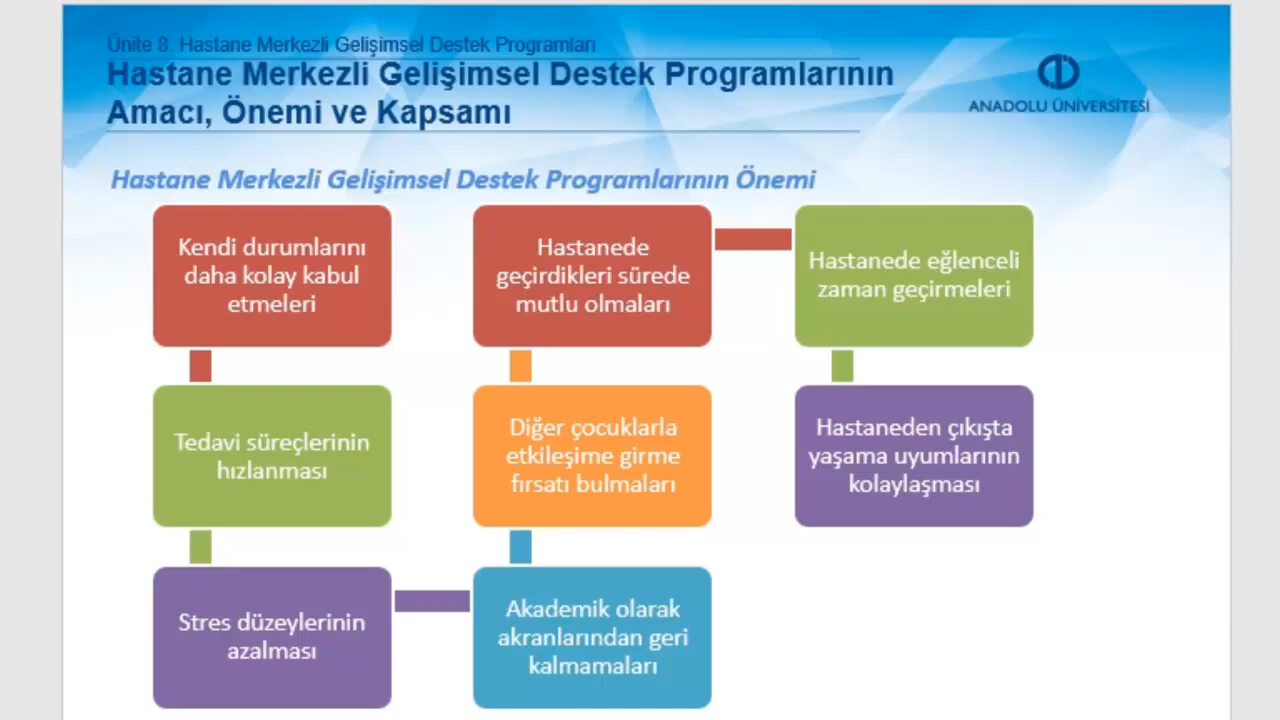 Ünite 8. Hastane Merkezli Gelişimsel Destek Programları
Hastane Merkezli Gelişimsel Destek Programlarının
Amacı, Önemi ve Kapsamı
ANADOLU ÜNİVERSİTESİ
Hastane Merkezli Gelişimsel Destek Programlarının Önemi
Kendi durumlarını
daha kolay kabul
etmeleri
Tedavi süreçlerinin
hızlanması
Stres düzeylerinin
azalması
Akademik olarak
akranlarından geri
kalmamaları
Diğer çocuklarla
etkileşime girme
fırsatı bulmaları
Hastanede
geçirdikleri sürede
mutlu olmaları
Hastanede eğlenceli
zaman geçirmeleri
Hastaneden çıkışta
yaşama uyumlarının
kolaylaşması